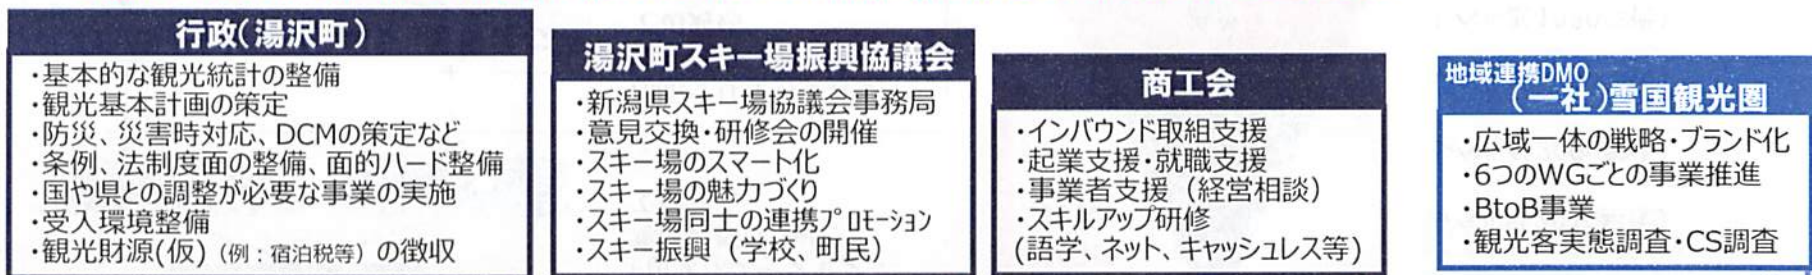 行政(湯沢町)
・基本的な観光統計の整備
・観光基本計画の策定
・防災、災害時対応、DCMの策定など
・条例、法制度面の整備、面的ハード整備
・国や県との調整が必要な事業の実施
・受入環境整備
・観光財源(仮)(例:宿泊税等)の徴収
湯沢町スキー場振興協議会
・新潟県スキー場協議会事務局
・意見交換・研修会の開催
・スキー場のスマート化
・スキー場の魅力づくり
・スキー場同士の連携プロモーション
・スキー振興(学校、町民)
商工会
・インバウンド取組支援
・起業支援・就職支援
・事業者支援(経営相談)
・スキルアップ研修
(語学、ネット、キャッシュレス等)
地域連携DMO
(一社)雪国観光圏
・広域一体の戦略・ブランド化
・6つのWGごとの事業推進
・BtoB事業
・観光客実態調査・CS調査